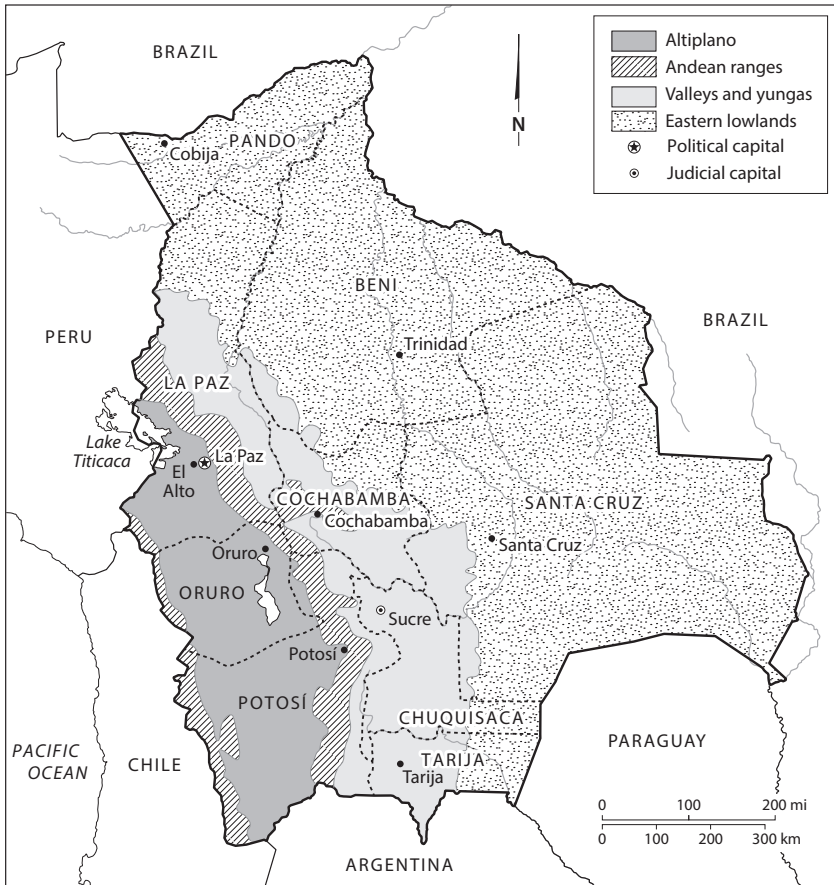 BRAZIL
Altiplano
Andean ranges
Valleys and yungas
Eastern lowlands
Political capital
Judicial capital
N
PANDO
Cobija
BENI
PERU
BRAZIL
Trinidad
LA PAZ
Lake
Titicaca
La Paz
El
Alto
COCHABAMBA
Cochabamba
SANTA CRUZ
Santa Cruz
Oruro
ORURO
Sucre
Potosí
POTOSÍ
CHUQUISACA
PACIFIC
OCEAN
CHILE
TARIJA
Tarija
PARAGUAY
0 100 200 mi
0 100 200 300 km
ARGENTINA